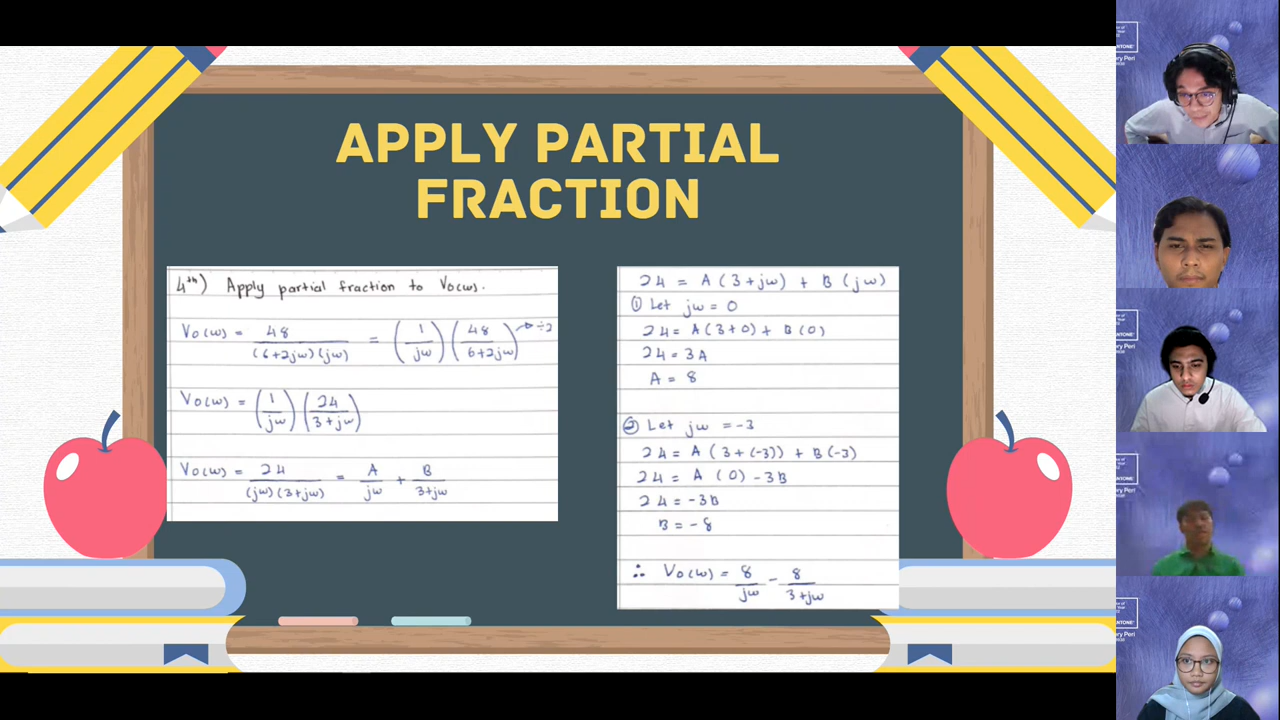 APPLY PARTIAL
FRACTION
4th) Apply partial fraction to Vo(ω).
Vo(ω) = 48 / (6+2jω)(jω) = (1/jω)(48/6+2jω) → ÷2
Vo(ω) = (1/jω)(24/3+jω)
Vo(ω) = 24 / (jω)(3+jω) = A/jω + B/3+jω
24 = A(3+jω) + B(jω)
① Let jω = 0
24 = A(3+0) + B(0)
24 = 3A
A = 8
② Let jω = -3
24 = A(3+(-3)) + B(-3)
24 = A(0) - 3B
24 = -3B
B = -8
∴ Vo(ω) = 8/jω - 8/3+jω